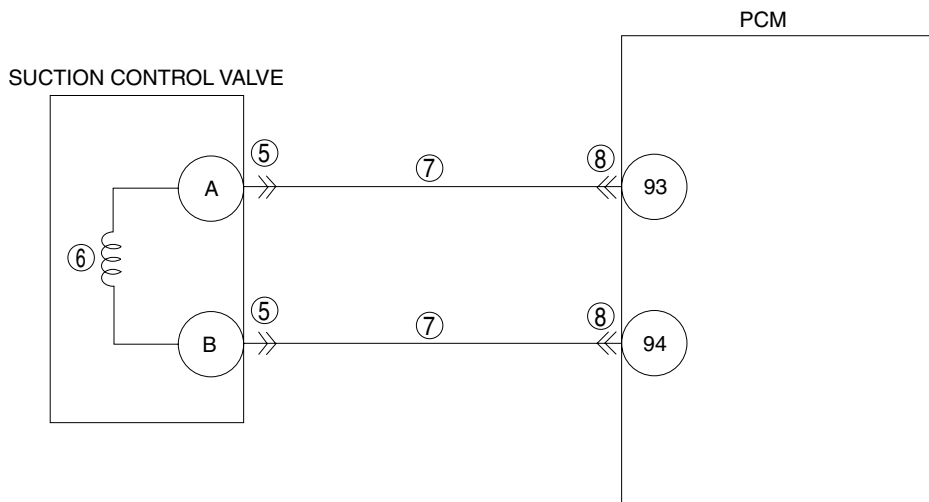 PCM
SUCTION CONTROL VALVE
⑤ ⑦ ⑧
A 93
⑥
⑤ ⑦ ⑧
B 94